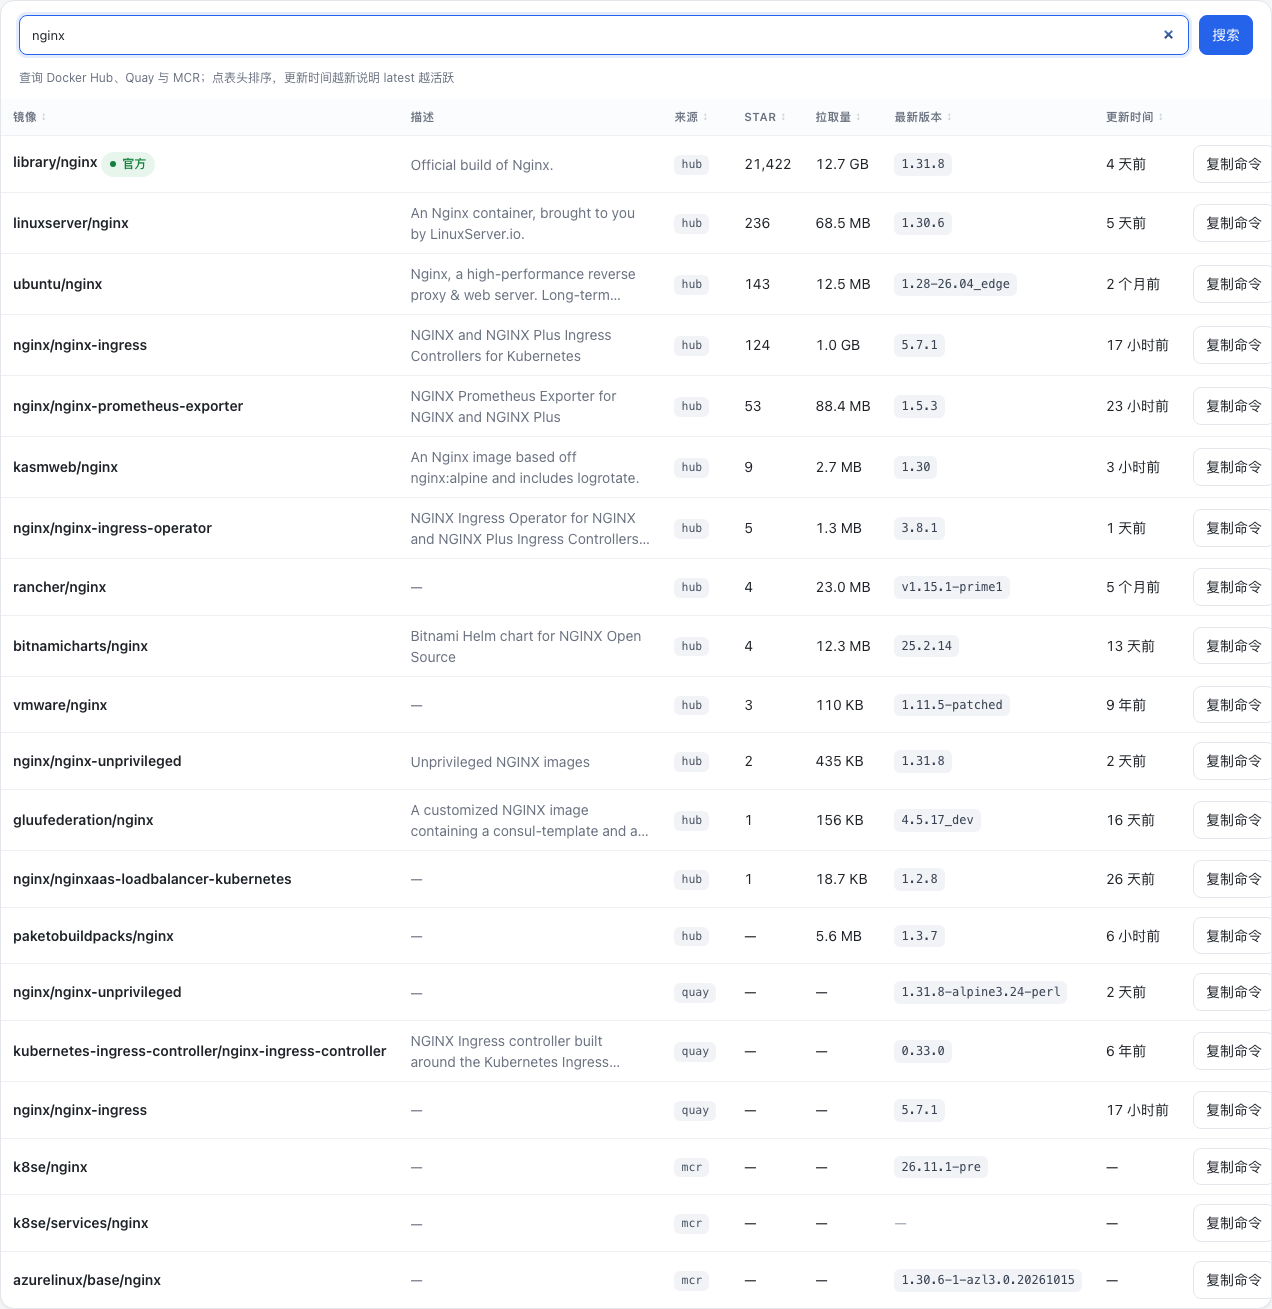 nginx
×
搜索
查询 Docker Hub、Quay 与 MCR；点表头排序，更新时间越新说明 latest 越活跃
镜像 ↕ 描述 来源 ↕ STAR ↕ 拉取量 ↕ 最新版本 ↕ 更新时间 ↕
library/nginx 官方 Official build of Nginx. hub 21,422 12.7 GB 1.31.8 4 天前 复制命令
linuxserver/nginx An Nginx container, brought to you
by LinuxServer.io. hub 236 68.5 MB 1.30.6 5 天前 复制命令
ubuntu/nginx Nginx, a high-performance reverse
proxy & web server. Long-term... hub 143 12.5 MB 1.28-26.04_edge 2 个月前 复制命令
nginx/nginx-ingress NGINX and NGINX Plus Ingress
Controllers for Kubernetes hub 124 1.0 GB 5.7.1 17 小时前 复制命令
nginx/nginx-prometheus-exporter NGINX Prometheus Exporter for
NGINX and NGINX Plus hub 53 88.4 MB 1.5.3 23 小时前 复制命令
kasmweb/nginx An Nginx image based off
nginx:alpine and includes logrotate. hub 9 2.7 MB 1.30 3 小时前 复制命令
nginx/nginx-ingress-operator NGINX Ingress Operator for NGINX
and NGINX Plus Ingress Controllers... hub 5 1.3 MB 3.8.1 1 天前 复制命令
rancher/nginx — hub 4 23.0 MB v1.15.1-prime1 5 个月前 复制命令
bitnamicharts/nginx Bitnami Helm chart for NGINX Open
Source hub 4 12.3 MB 25.2.14 13 天前 复制命令
vmware/nginx — hub 3 110 KB 1.11.5-patched 9 年前 复制命令
nginx/nginx-unprivileged Unprivileged NGINX images hub 2 435 KB 1.31.8 2 天前 复制命令
gluufederation/nginx A customized NGINX image
containing a consul-template and a... hub 1 156 KB 4.5.17_dev 16 天前 复制命令
nginx/nginxaas-loadbalancer-kubernetes — hub 1 18.7 KB 1.2.8 26 天前 复制命令
paketobuildpacks/nginx — hub — 5.6 MB 1.3.7 6 小时前 复制命令
nginx/nginx-unprivileged — quay — — 1.31.8-alpine3.24-perl 2 天前 复制命令
kubernetes-ingress-controller/nginx-ingress-controller NGINX Ingress controller built
around the Kubernetes Ingress... quay — — 0.33.0 6 年前 复制命令
nginx/nginx-ingress — quay — — 5.7.1 17 小时前 复制命令
k8se/nginx — mcr — — 26.11.1-pre — 复制命令
k8se/services/nginx — mcr — — — — 复制命令
azurelinux/base/nginx — mcr — — 1.30.6-1-azl3.0.20261015 — 复制命令